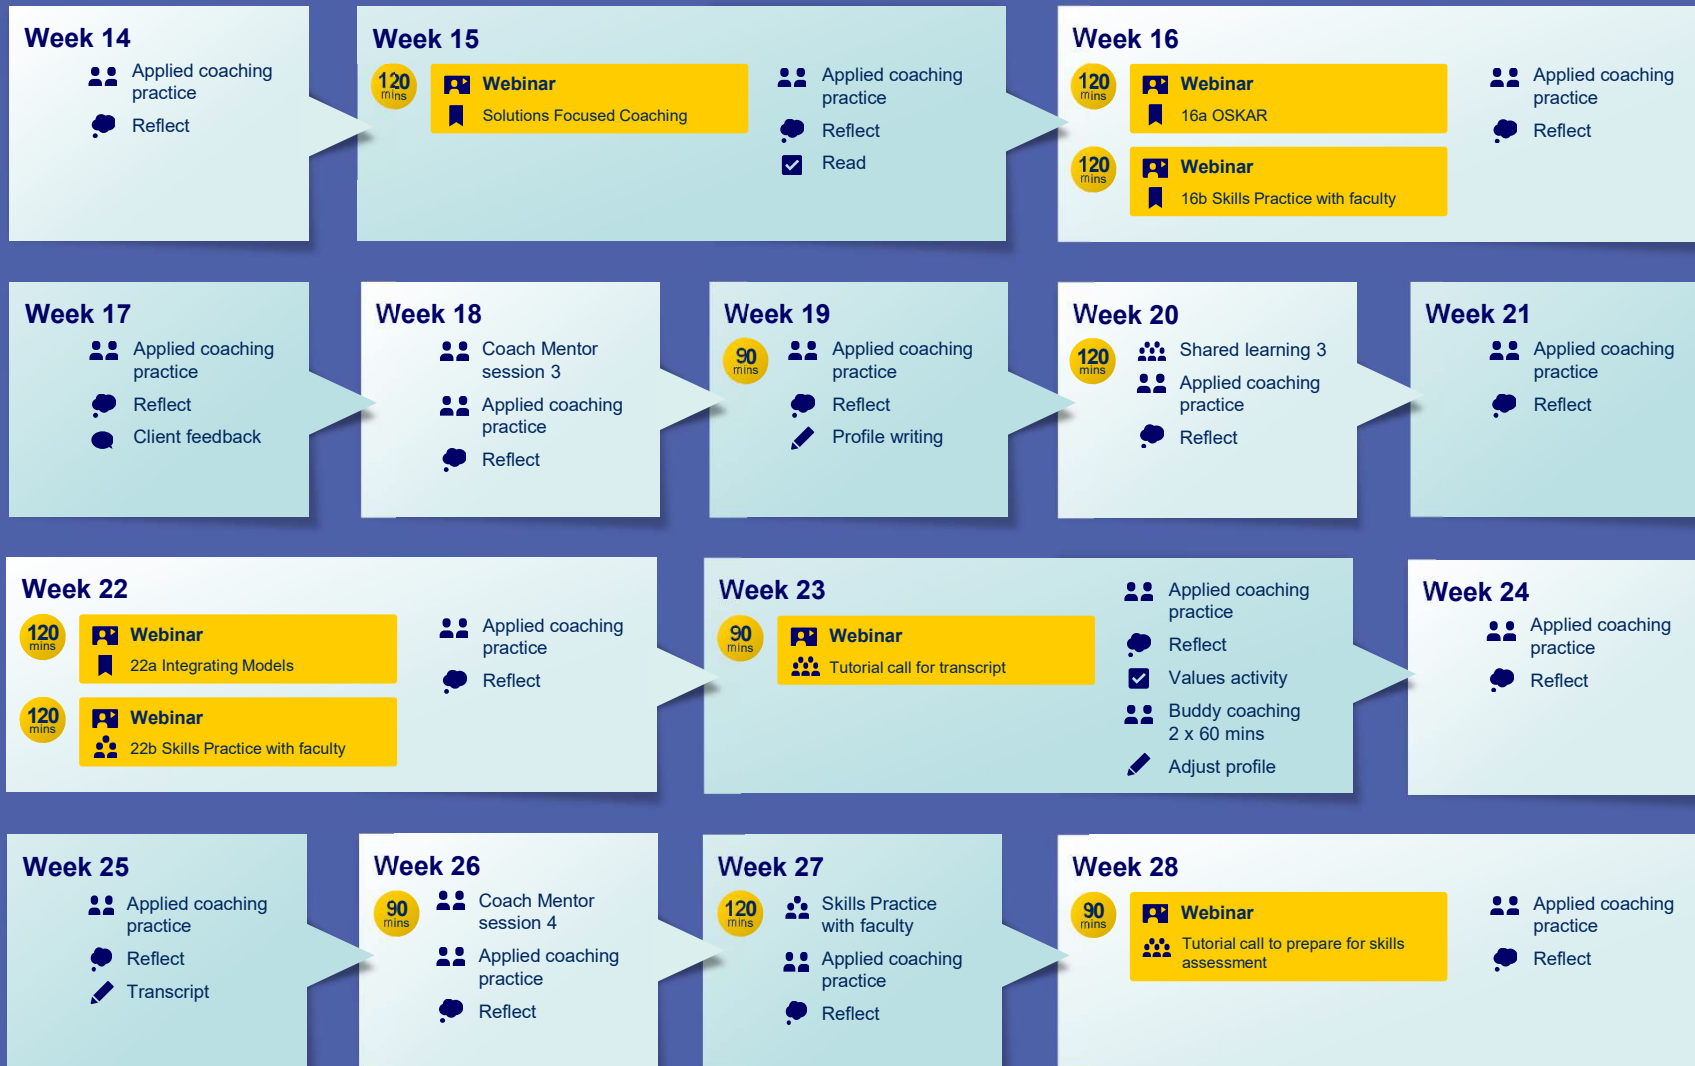 Week 14
Applied coaching
practice
Reflect
Week 15
120
mins
Webinar
Solutions Focused Coaching
Applied coaching
practice
Reflect
Read
Week 16
120
mins
Webinar
16a OSKAR
120
mins
Webinar
16b Skills Practice with faculty
Applied coaching
practice
Reflect
Week 17
Applied coaching
practice
Reflect
Client feedback
Week 18
Coach Mentor
session 3
Applied coaching
practice
Reflect
Week 19
90
mins
Applied coaching
practice
Reflect
Profile writing
Week 20
120
mins
Shared learning 3
Applied coaching
practice
Reflect
Week 21
Applied coaching
practice
Reflect
Week 22
120
mins
Webinar
22a Integrating Models
120
mins
Webinar
22b Skills Practice with faculty
Applied coaching
practice
Reflect
Week 23
90
mins
Webinar
Tutorial call for transcript
Applied coaching
practice
Reflect
Values activity
Buddy coaching
2 x 60 mins
Adjust profile
Week 24
Applied coaching
practice
Reflect
Week 25
Applied coaching
practice
Reflect
Transcript
Week 26
90
mins
Coach Mentor
session 4
Applied coaching
practice
Reflect
Week 27
120
mins
Skills Practice
with faculty
Applied coaching
practice
Reflect
Week 28
90
mins
Webinar
Tutorial call to prepare for skills
assessment
Applied coaching
practice
Reflect